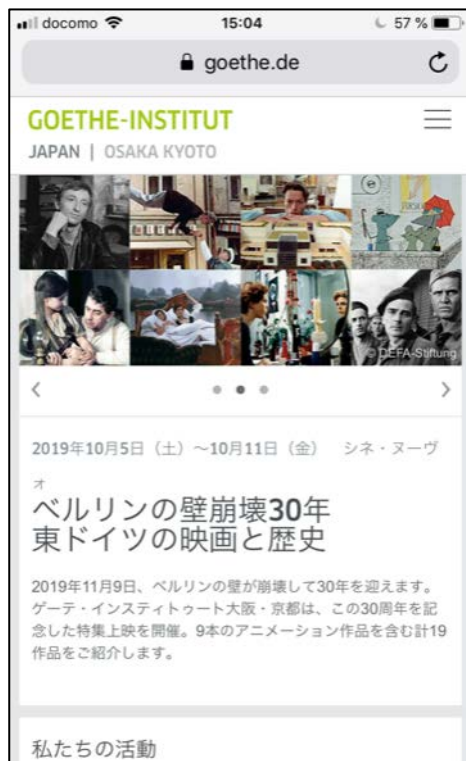 docomo 15:04 57 %
goethe.de
GOETHE-INSTITUT
JAPAN | OSAKA KYOTO
© DEFA-Stiftung
2019年10月5日（土）～10月11日（金） シネ・ヌーヴ
ォ
ベルリンの壁崩壊30年
東ドイツの映画と歴史
2019年11月9日、ベルリンの壁が崩壊して30年を迎えます。
ゲーテ・インスティトゥート大阪・京都は、この30周年を記
念した特集上映を開催。9本のアニメーション作品を含む計19
作品をご紹介します。
私たちの活動